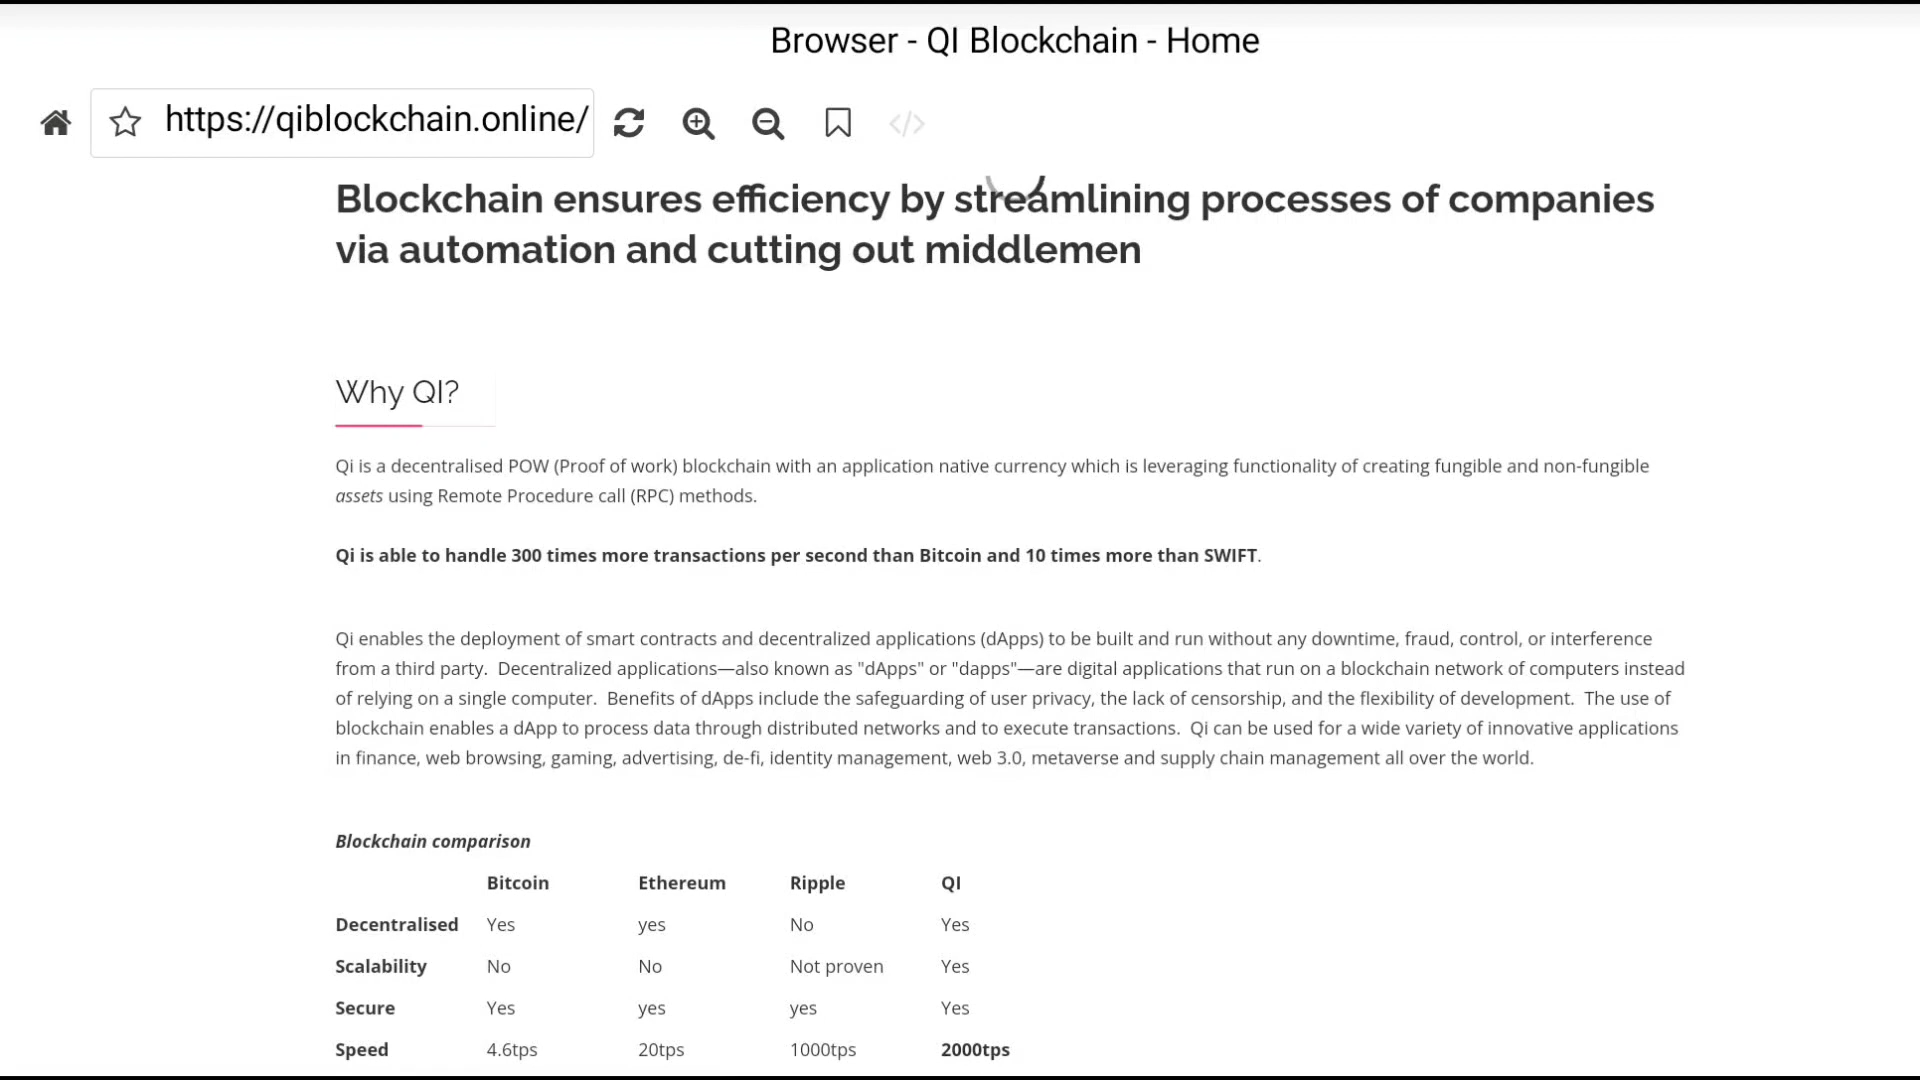 Browser - QI Blockchain - Home
https://qiblockchain.online/
Blockchain ensures efficiency by streamlining processes of companies
via automation and cutting out middlemen
Why QI?
Qi is a decentralised POW (Proof of work) blockchain with an application native currency which is leveraging functionality of creating fungible and non-fungible
assets using Remote Procedure call (RPC) methods.
Qi is able to handle 300 times more transactions per second than Bitcoin and 10 times more than SWIFT.
Qi enables the deployment of smart contracts and decentralized applications (dApps) to be built and run without any downtime, fraud, control, or interference
from a third party.  Decentralized applications—also known as "dApps" or "dapps"—are digital applications that run on a blockchain network of computers instead
of relying on a single computer.  Benefits of dApps include the safeguarding of user privacy, the lack of censorship, and the flexibility of development.  The use of
blockchain enables a dApp to process data through distributed networks and to execute transactions.  Qi can be used for a wide variety of innovative applications
in finance, web browsing, gaming, advertising, de-fi, identity management, web 3.0, metaverse and supply chain management all over the world.
Blockchain comparison
Bitcoin Ethereum Ripple QI
Decentralised Yes yes No Yes
Scalability No No Not proven Yes
Secure Yes yes yes Yes
Speed 4.6tps 20tps 1000tps 2000tps